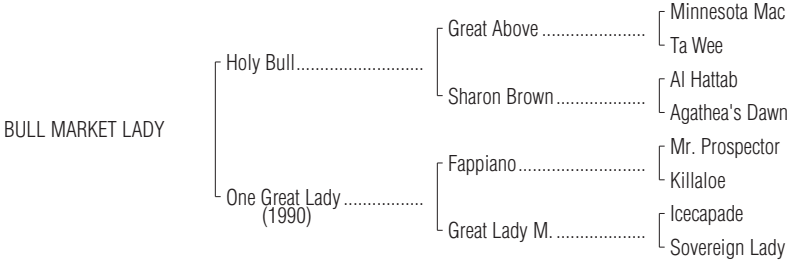 Minnesota Mac
Great Above ......................
Ta Wee
Holy Bull...........................
Al Hattab
Sharon Brown ...................
Agathea's Dawn
BULL MARKET LADY
Mr. Prospector
Fappiano...........................
Killaloe
One Great Lady .................
(1990)
Icecapade
Great Lady M. ...................
Sovereign Lady